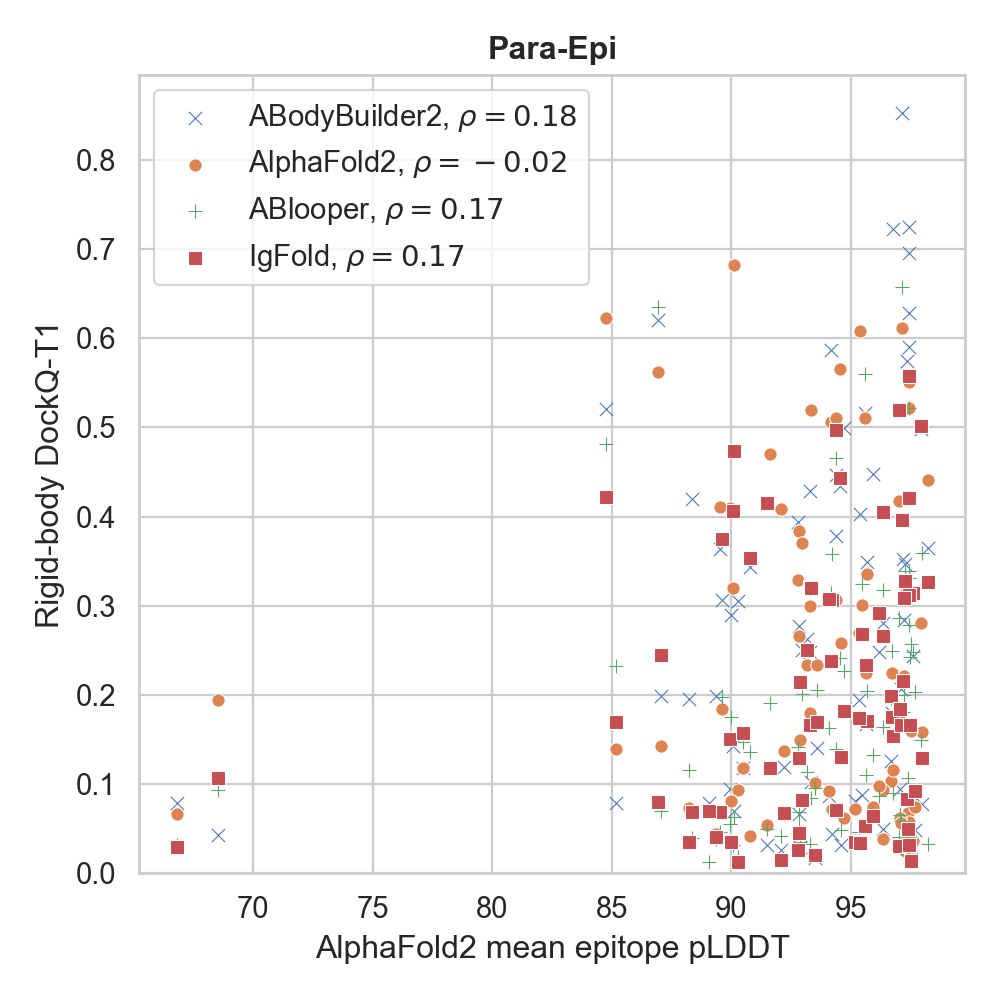 Para-Epi
ABodyBuilder2, ρ = 0.18
AlphaFold2, ρ = −0.02
ABlooper, ρ = 0.17
IgFold, ρ = 0.17
Rigid-body DockQ-T1
0.8
0.7
0.6
0.5
0.4
0.3
0.2
0.1
0.0
70 75 80 85 90 95
AlphaFold2 mean epitope pLDDT